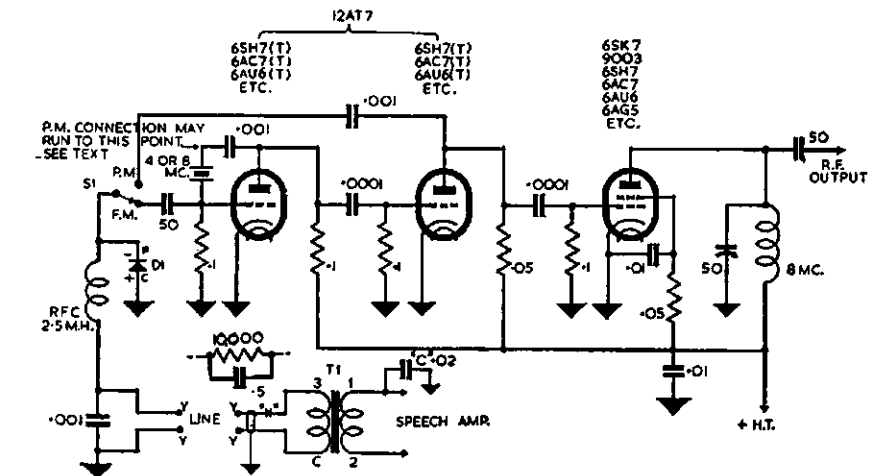 12AT7
6SH7(T)
6AC7(T)
6AU6(T)
ETC.
6SH7(T)
6AC7(T)
6AU6(T)
ETC.
6SK7
9003
6SH7
6AC7
6AU6
6AG5
ETC.
·001
P.M. CONNECTION MAY
RUN TO THIS POINT
-SEE TEXT
·001
4 OR 8
MC.
P.M.
S1
F.M.
50
·0001
·0001
50
R.F.
OUTPUT
D1
+ C
·1
·1
·1
·05
·1
·01
50
8 MC.
RFC
2·5 M.H.
·05
10,000
·5
T1
3
1
"C" ·02
·01
·001
Y
Y
LINE
Y
Y
"X"
C
2
SPEECH AMP.
+ H.T.